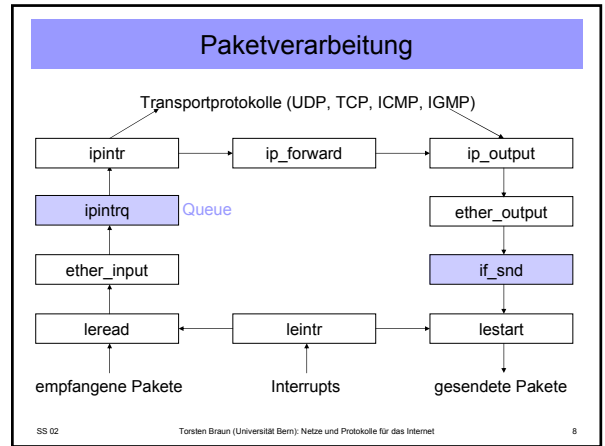 Paketverarbeitung
Transportprotokolle (UDP, TCP, ICMP, IGMP)
ipintr
ip_forward
ip_output
ipintrq
Queue
ether_output
ether_input
if_snd
leread
leintr
lestart
empfangene Pakete
Interrupts
gesendete Pakete
SS 02
Torsten Braun (Universität Bern): Netze und Protokolle für das Internet
8